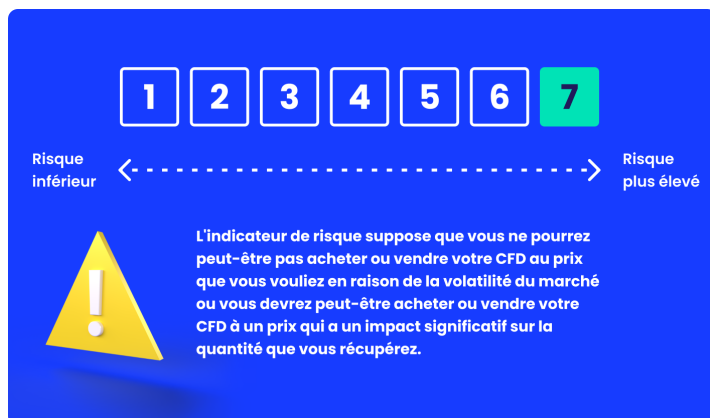 1 2 3 4 5 6 7
Risque
inférieur
Risque
plus élevé
L'indicateur de risque suppose que vous ne pourrez
peut-être pas acheter ou vendre votre CFD au prix
que vous vouliez en raison de la volatilité du marché
ou vous devrez peut-être acheter ou vendre votre
CFD à un prix qui a un impact significatif sur la
quantité que vous récupérez.